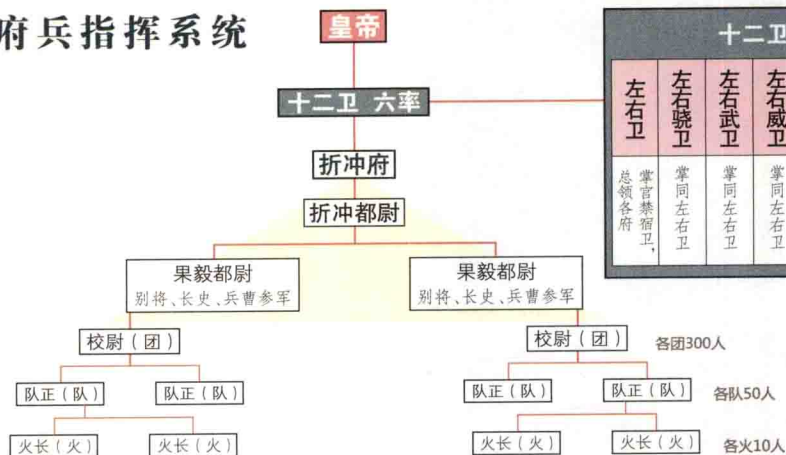 府兵指挥系统
皇帝
十二卫 六率
折冲府
折冲都尉
果毅都尉
别将、长史、兵曹参军
果毅都尉
别将、长史、兵曹参军
校尉（团）
校尉（团）
各团300人
队正（队）
队正（队）
队正（队）
队正（队）
各队50人
火长（火）
火长（火）
火长（火）
火长（火）
各火10人
十二卫
左右卫
左右骁卫
左右武卫
左右威卫
掌宫禁宿卫，
总领各府
掌同左右卫
掌同左右卫
掌同左右卫